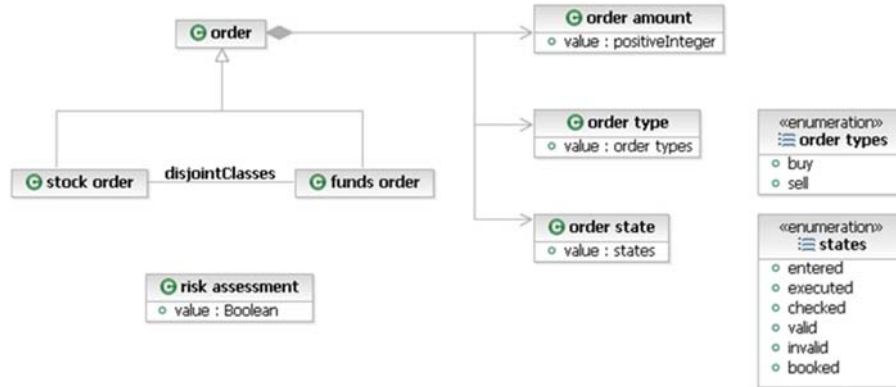 order
order amount
value : positiveInteger
order type
value : order types
«enumeration»
order types
buy
sell
stock order
disjointClasses
funds order
order state
value : states
«enumeration»
states
entered
executed
checked
valid
invalid
booked
risk assessment
value : Boolean